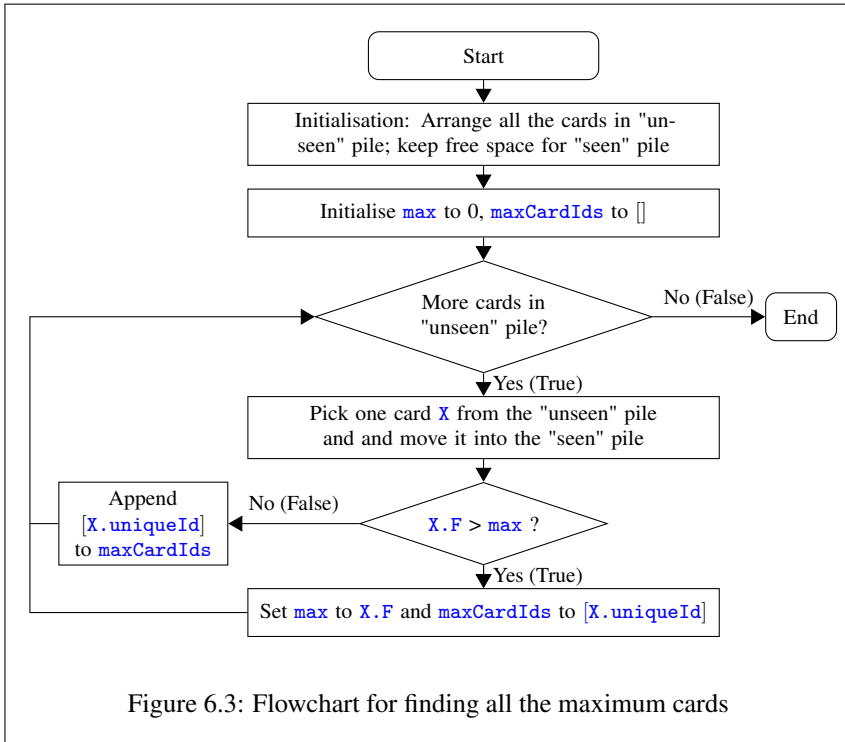 Start
Initialisation: Arrange all the cards in "un-
seen" pile; keep free space for "seen" pile
Initialise max to 0, maxCardIds to []
More cards in
"unseen" pile?
No (False)
End
Yes (True)
Pick one card X from the "unseen" pile
and and move it into the "seen" pile
X.F > max ?
No (False)
Append
[X.uniqueId]
to maxCardIds
Yes (True)
Set max to X.F and maxCardIds to [X.uniqueId]
Figure 6.3: Flowchart for finding all the maximum cards